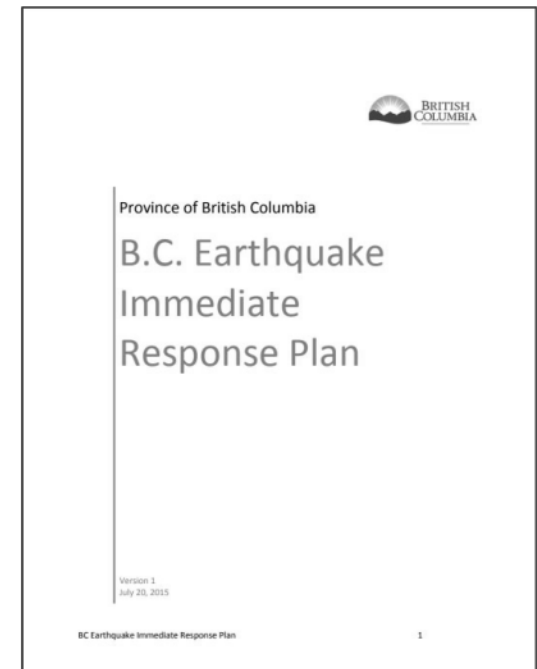 BRITISH
COLUMBIA
Province of British Columbia
B.C. Earthquake
Immediate
Response Plan
Version 1
July 20, 2015
BC Earthquake Immediate Response Plan 1